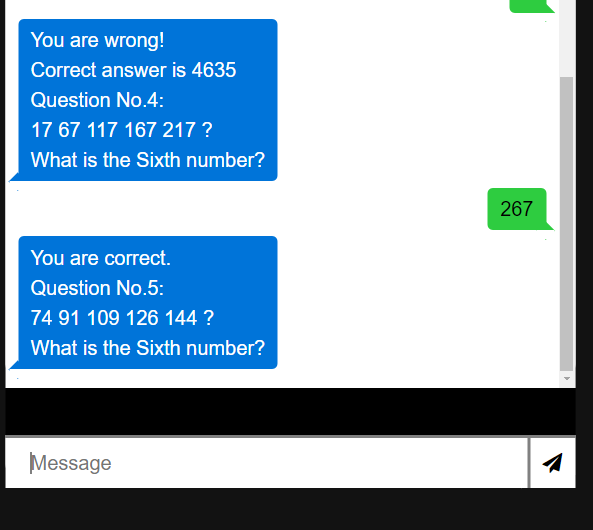 You are wrong!
Correct answer is 4635
Question No.4:
17 67 117 167 217 ?
What is the Sixth number?
267
You are correct.
Question No.5:
74 91 109 126 144 ?
What is the Sixth number?
Message